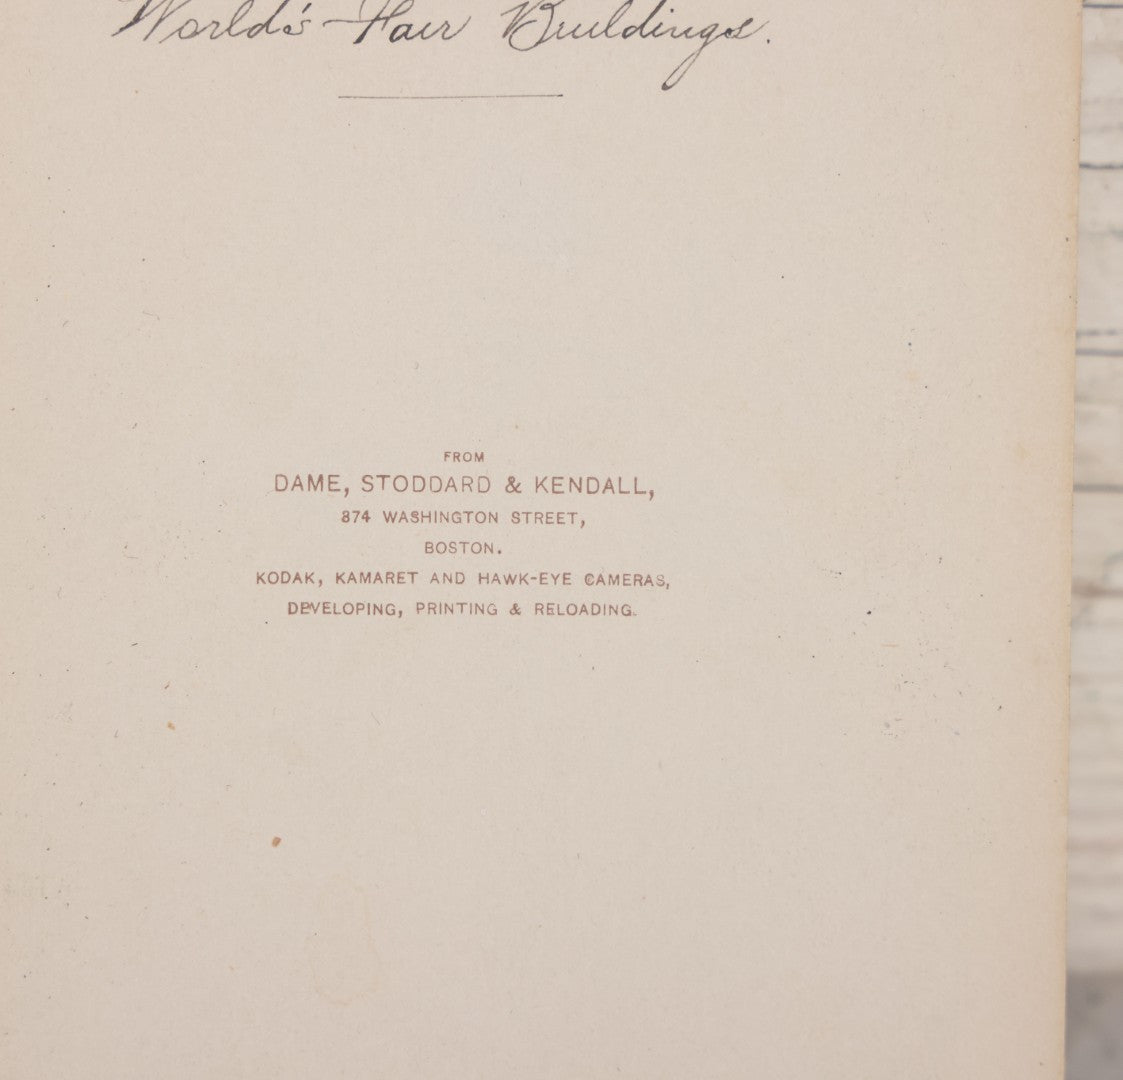 World's Fair Buildings.
FROM
DAME, STODDARD & KENDALL,
374 WASHINGTON STREET,
BOSTON.
KODAK, KAMARET AND HAWK-EYE CAMERAS,
DEVELOPING, PRINTING & RELOADING.